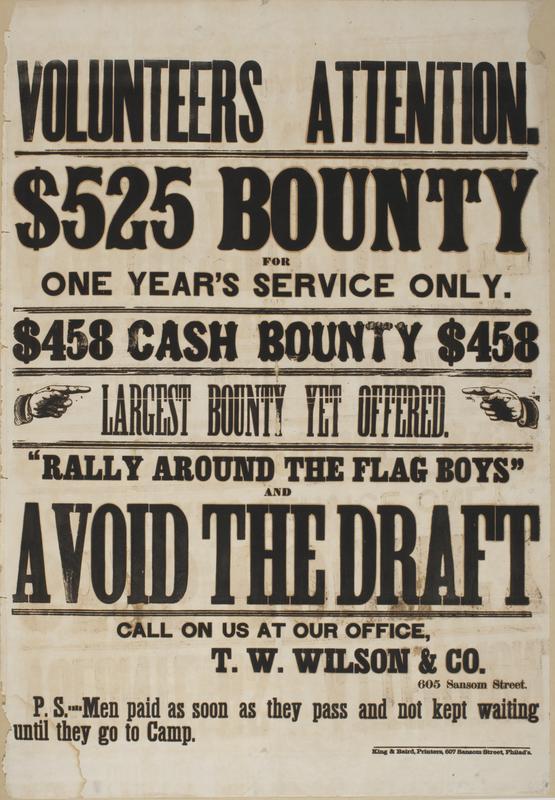 VOLUNTEERS ATTENTION.
$525 BOUNTY
FOR
ONE YEAR'S SERVICE ONLY.
$458 CASH BOUNTY $458
LARGEST BOUNTY YET OFFERED.
"RALLY AROUND THE FLAG BOYS"
AND
AVOID THE DRAFT
CALL ON US AT OUR OFFICE,
T. W. WILSON & CO.
605 Sansom Street.
P. S.---Men paid as soon as they pass and not kept waiting
until they go to Camp.
King & Baird, Printers, 607 Sansom Street, Philad'a.